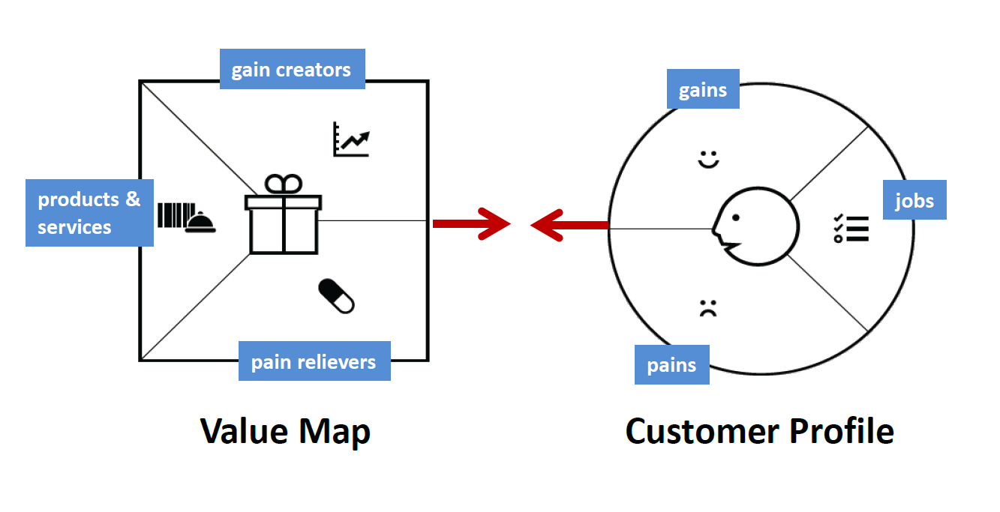 gain creators
products &
services
pain relievers
Value Map
gains
jobs
pains
Customer Profile